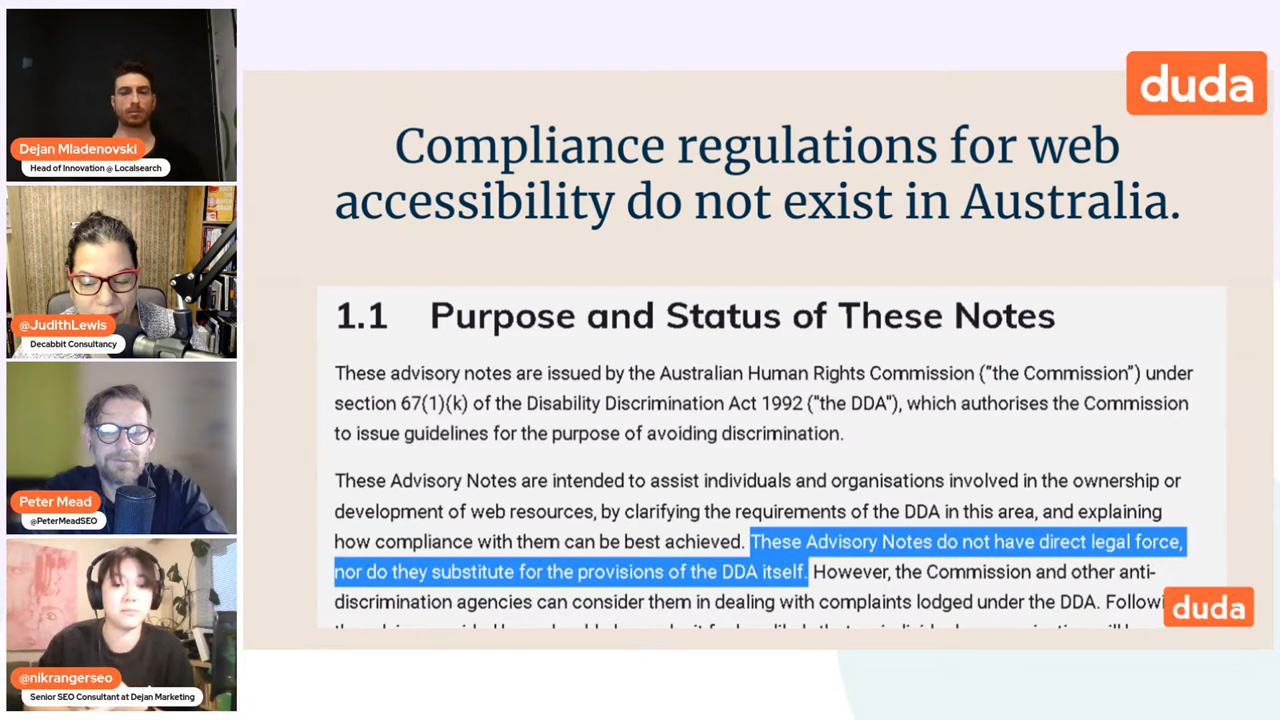 Dejan Mladenovski
Head of Innovation @ Localsearch
@JudithLewis
Decabbit Consultancy
Peter Mead
@PeterMeadSEO
@nikrangerseo
Senior SEO Consultant at Dejan Marketing
duda
Compliance regulations for web
accessibility do not exist in Australia.
1.1 Purpose and Status of These Notes
These advisory notes are issued by the Australian Human Rights Commission ("the Commission") under
section 67(1)(k) of the Disability Discrimination Act 1992 ("the DDA"), which authorises the Commission
to issue guidelines for the purpose of avoiding discrimination.
These Advisory Notes are intended to assist individuals and organisations involved in the ownership or
development of web resources, by clarifying the requirements of the DDA in this area, and explaining
how compliance with them can be best achieved. These Advisory Notes do not have direct legal force,
nor do they substitute for the provisions of the DDA itself. However, the Commission and other anti-
discrimination agencies can consider them in dealing with complaints lodged under the DDA. Followi
duda